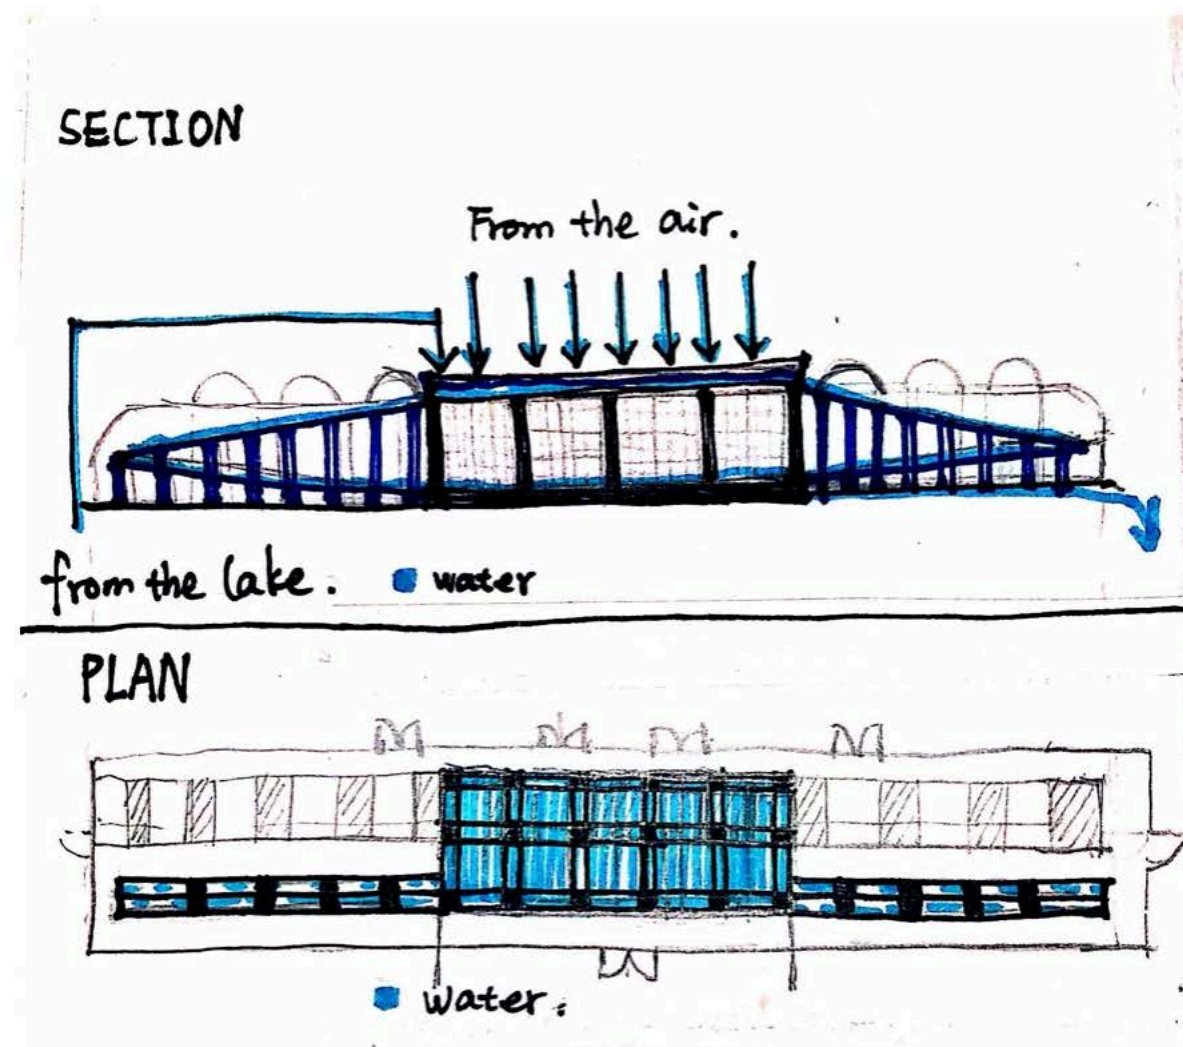 SECTION
From the air.
from the lake.
water
PLAN
water.